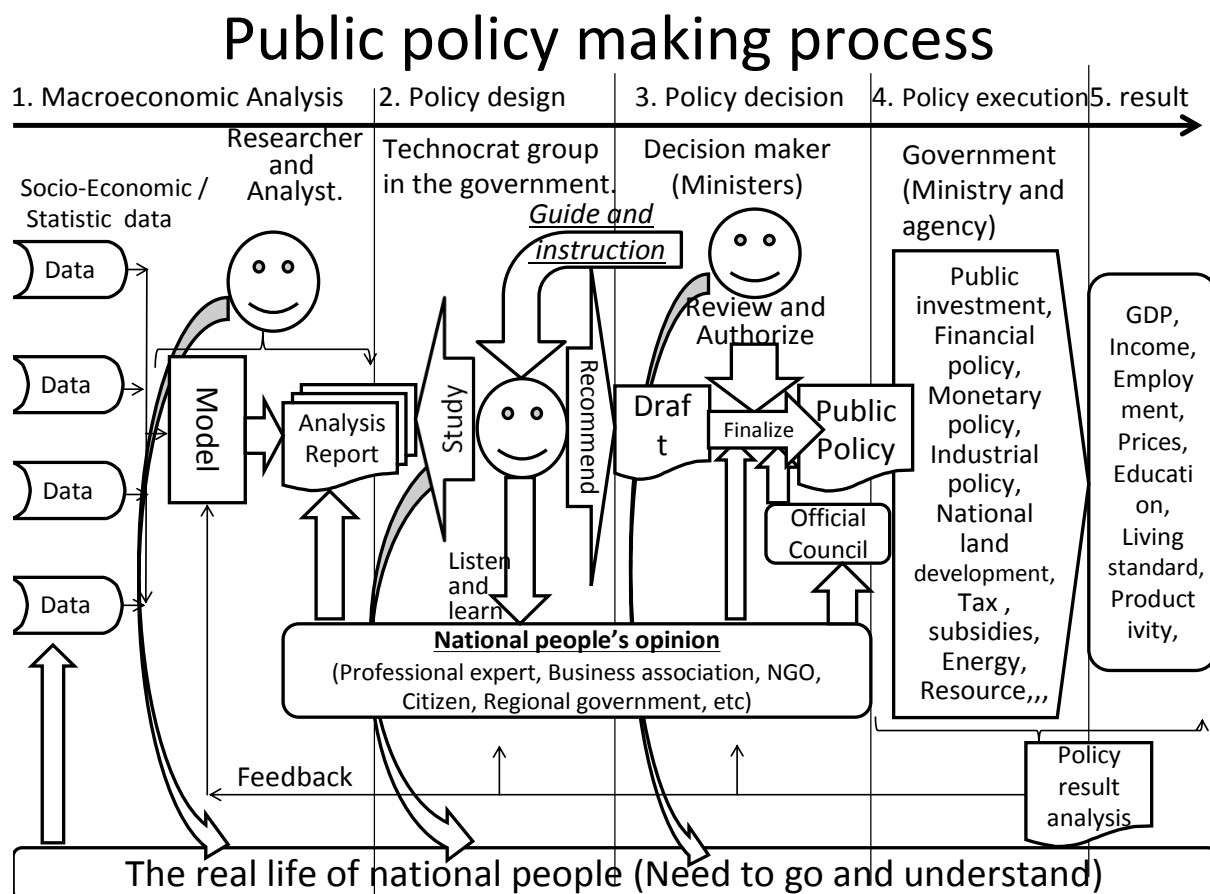 Public policy making process
1. Macroeconomic Analysis
2. Policy design
3. Policy decision
4. Policy execution
5. result
Researcher
and
Analyst.
Socio-Economic /
Statistic data
Data
Data
Data
Data
Model
Analysis
Report
Technocrat group
in the government.
Guide and
instruction
Study
Recommmend
Listen
and
learn
Decision maker
(Ministers)
Review and
Authorize
Draf
t
Finalize
Public
Policy
Official
Council
National people's opinion
(Professional expert, Business association, NGO,
Citizen, Regional government, etc)
Government
(Ministry and
agency)
Public
investment,
Financial
policy,
Monetary
policy,
Industrial
policy,
National
land
development,
Tax ,
subsidies,
Energy,
Resource,,,
GDP,
Income,
Employ
ment,
Prices,
Educati
on,
Living
standard,
Product
ivity,
Feedback
Policy
result
analysis
The real life of national people (Need to go and understand)